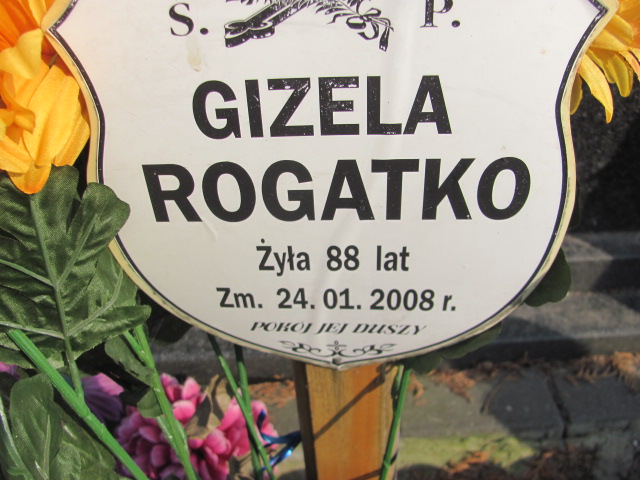 S. P.
GIZELA
ROGATKO
Żyła 88 lat
Zm. 24.01.2008 r.
POKÓJ JEJ DUSZY